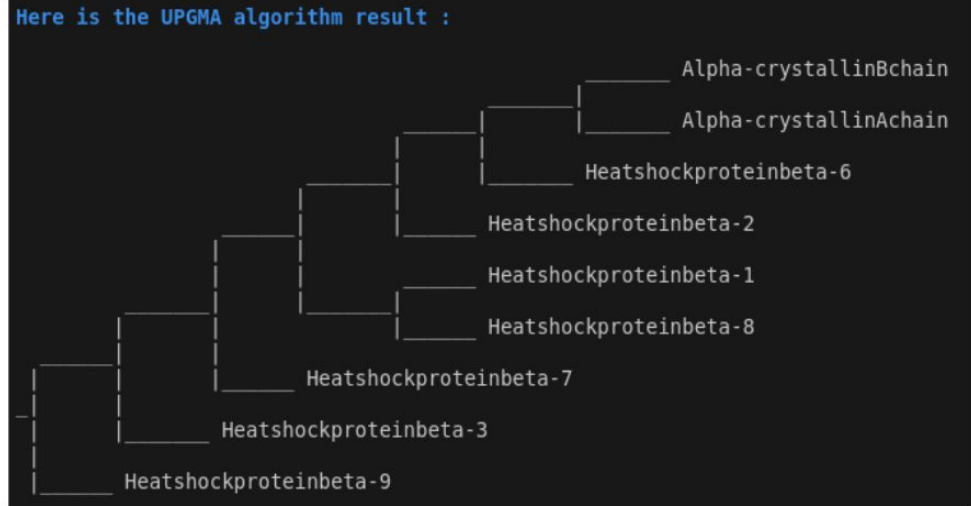 Here is the UPGMA algorithm result :
Alpha-crystallinBchain
Alpha-crystallinAchain
Heatshockproteinbeta-6
Heatshockproteinbeta-2
Heatshockproteinbeta-1
Heatshockproteinbeta-8
Heatshockproteinbeta-7
Heatshockproteinbeta-3
Heatshockproteinbeta-9